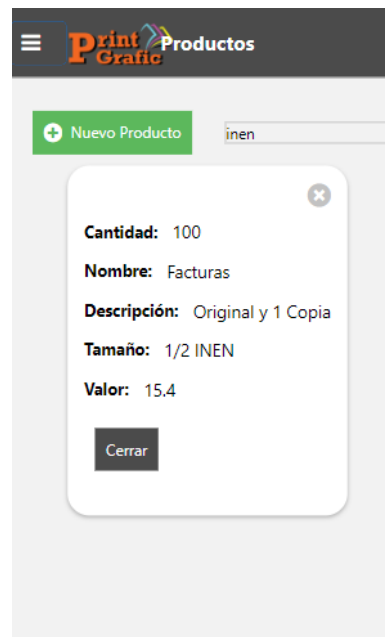 Print Grafic Productos
Nuevo Producto inen
Cantidad: 100
Nombre: Facturas
Descripción: Original y 1 Copia
Tamaño: 1/2 INEN
Valor: 15.4
Cerrar